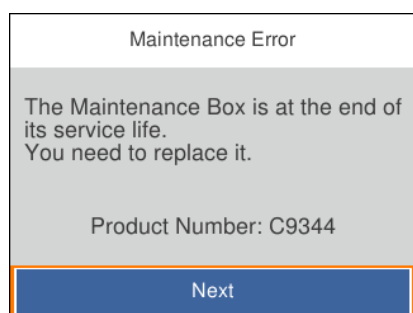 Maintenance Error
The Maintenance Box is at the end of
its service life.
You need to replace it.
Product Number: C9344
Next